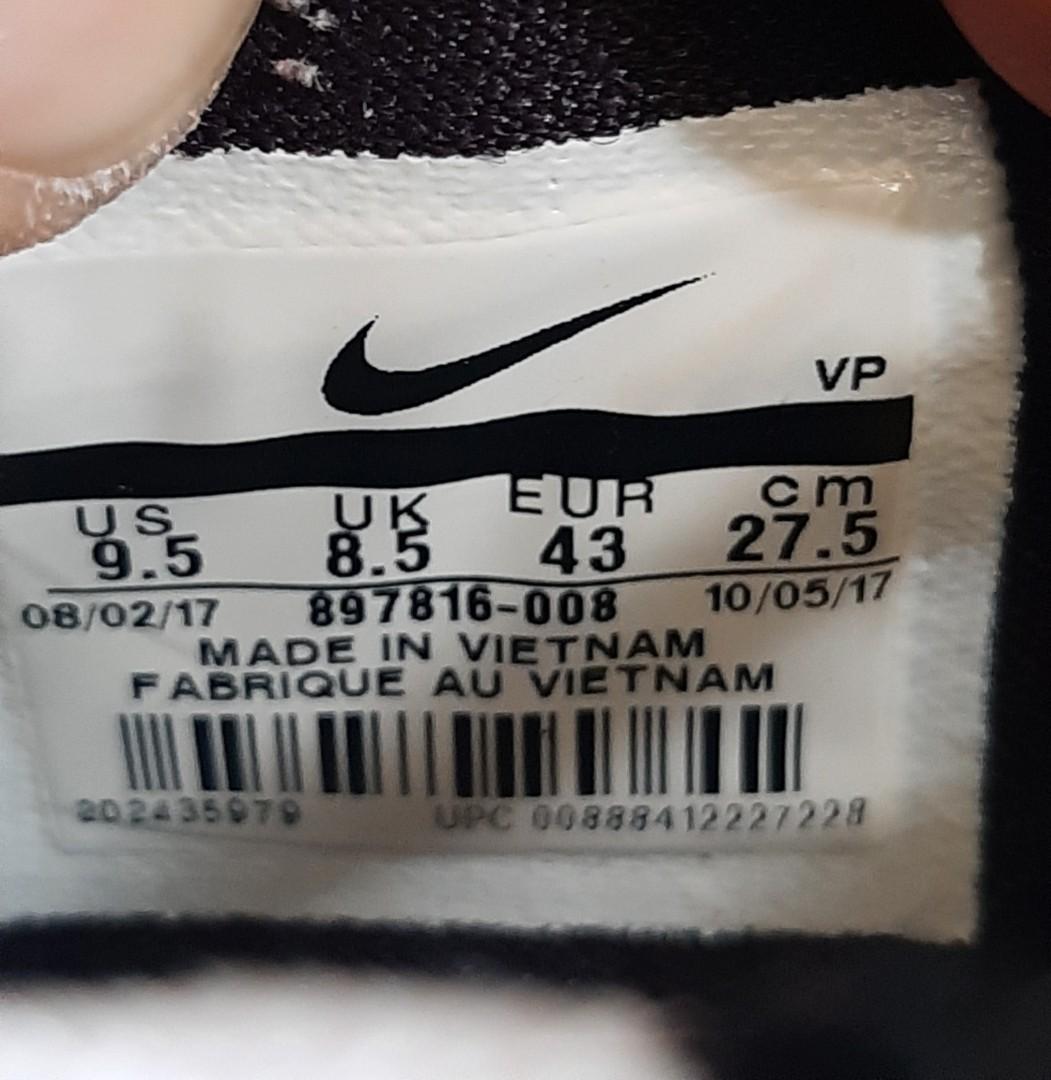 VP
US UK EUR cm
9.5 8.5 43 27.5
08/02/17 897816-008 10/05/17
MADE IN VIETNAM
FABRIQUE AU VIETNAM
202435979 UPC 00888412227228